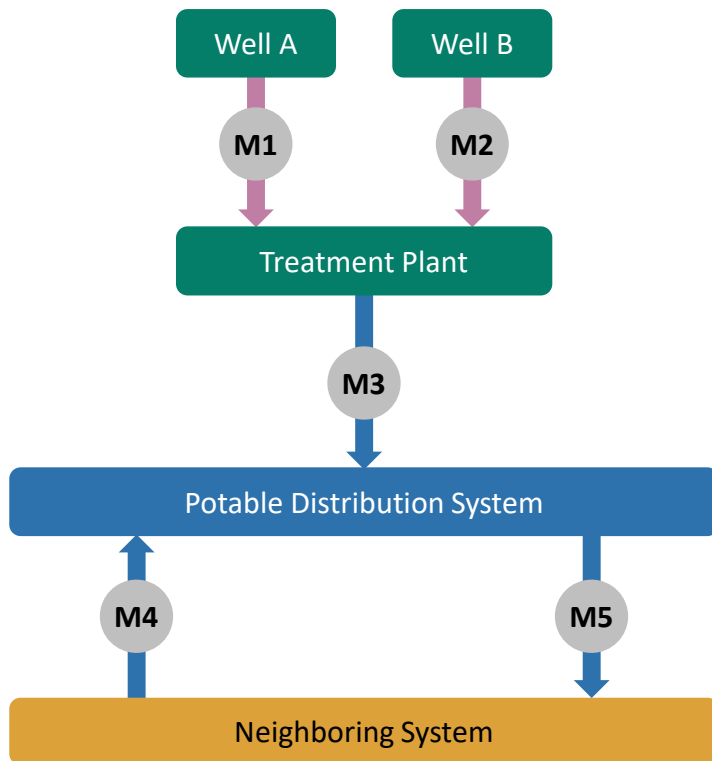 Well A
Well B
M1
M2
Treatment Plant
M3
Potable Distribution System
M4
M5
Neighboring System